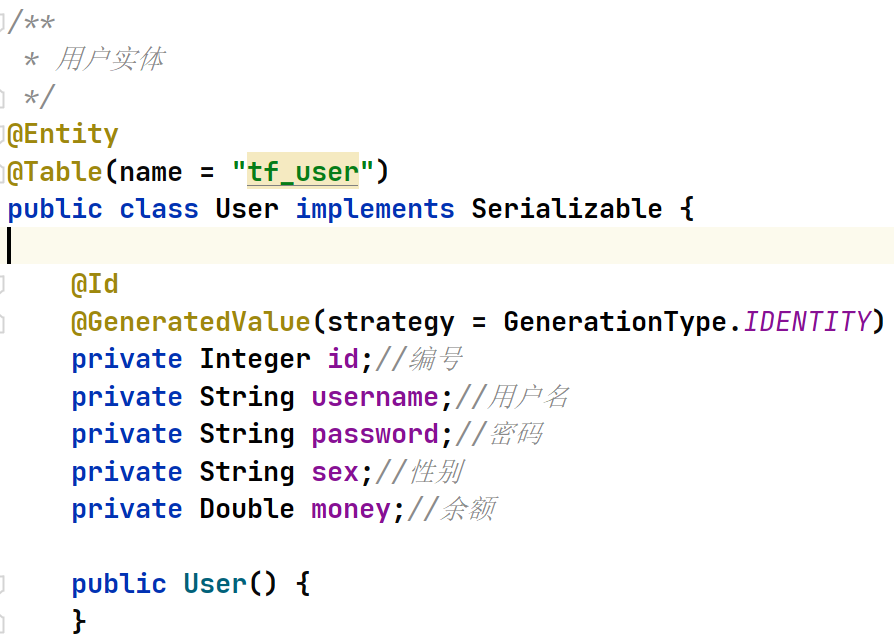 /**
 * 用户实体
 */
@Entity
@Table(name = "tf_user")
public class User implements Serializable {
    @Id
    @GeneratedValue(strategy = GenerationType.IDENTITY)
    private Integer id;//编号
    private String username;//用户名
    private String password;//密码
    private String sex;//性别
    private Double money;//余额
    public User() {
    }